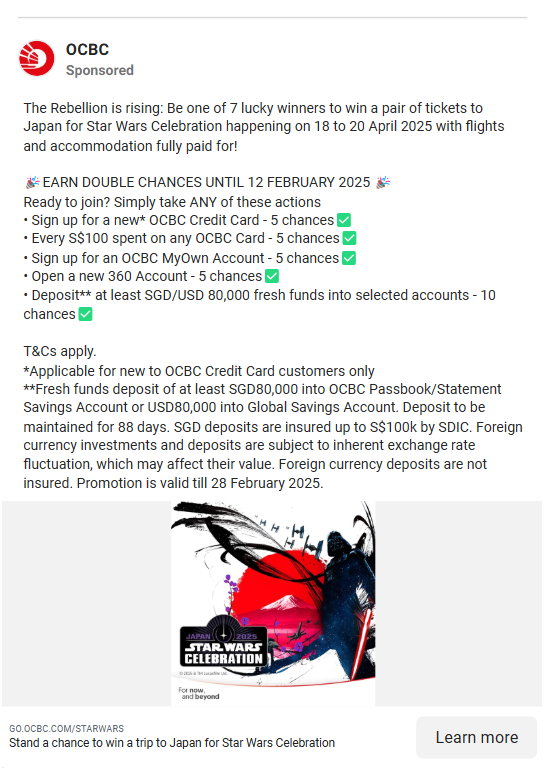 OCBC
Sponsored
The Rebellion is rising: Be one of 7 lucky winners to win a pair of tickets to
Japan for Star Wars Celebration happening on 18 to 20 April 2025 with flights
and accommodation fully paid for!
🎉 EARN DOUBLE CHANCES UNTIL 12 FEBRUARY 2025 🎉
Ready to join? Simply take ANY of these actions
• Sign up for a new* OCBC Credit Card - 5 chances ✅
• Every S$100 spent on any OCBC Card - 5 chances ✅
• Sign up for an OCBC MyOwn Account - 5 chances ✅
• Open a new 360 Account - 5 chances ✅
• Deposit** at least SGD/USD 80,000 fresh funds into selected accounts - 10
chances ✅
T&Cs apply.
*Applicable for new to OCBC Credit Card customers only
**Fresh funds deposit of at least SGD80,000 into OCBC Passbook/Statement
Savings Account or USD80,000 into Global Savings Account. Deposit to be
maintained for 88 days. SGD deposits are insured up to S$100k by SDIC. Foreign
currency investments and deposits are subject to inherent exchange rate
fluctuation, which may affect their value. Foreign currency deposits are not
insured. Promotion is valid till 28 February 2025.
JAPAN 2025
STAR WARS
CELEBRATION
© 2025 & TM Lucasfilm Ltd.
For now,
and beyond
GO.OCBC.COM/STARWARS
Stand a chance to win a trip to Japan for Star Wars Celebration
Learn more